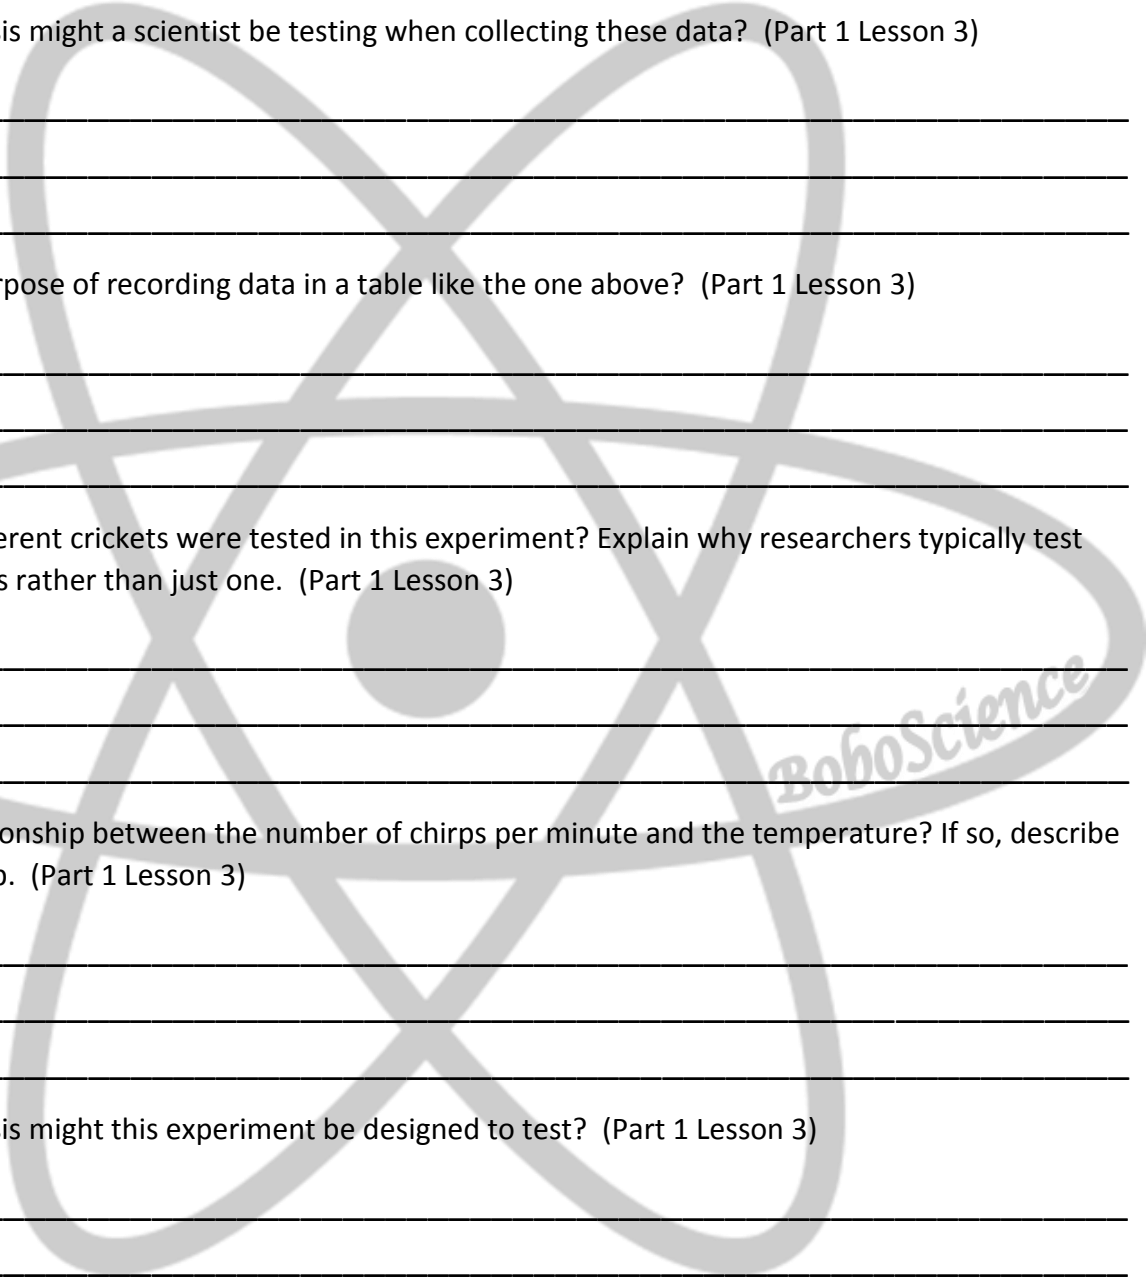 is might a scientist be testing when collecting these data? (Part 1 Lesson 3)
rpose of recording data in a table like the one above? (Part 1 Lesson 3)
erent crickets were tested in this experiment? Explain why researchers typically test
s rather than just one. (Part 1 Lesson 3)
BoboScience
onship between the number of chirps per minute and the temperature? If so, describe
p. (Part 1 Lesson 3)
sis might this experiment be designed to test? (Part 1 Lesson 3)